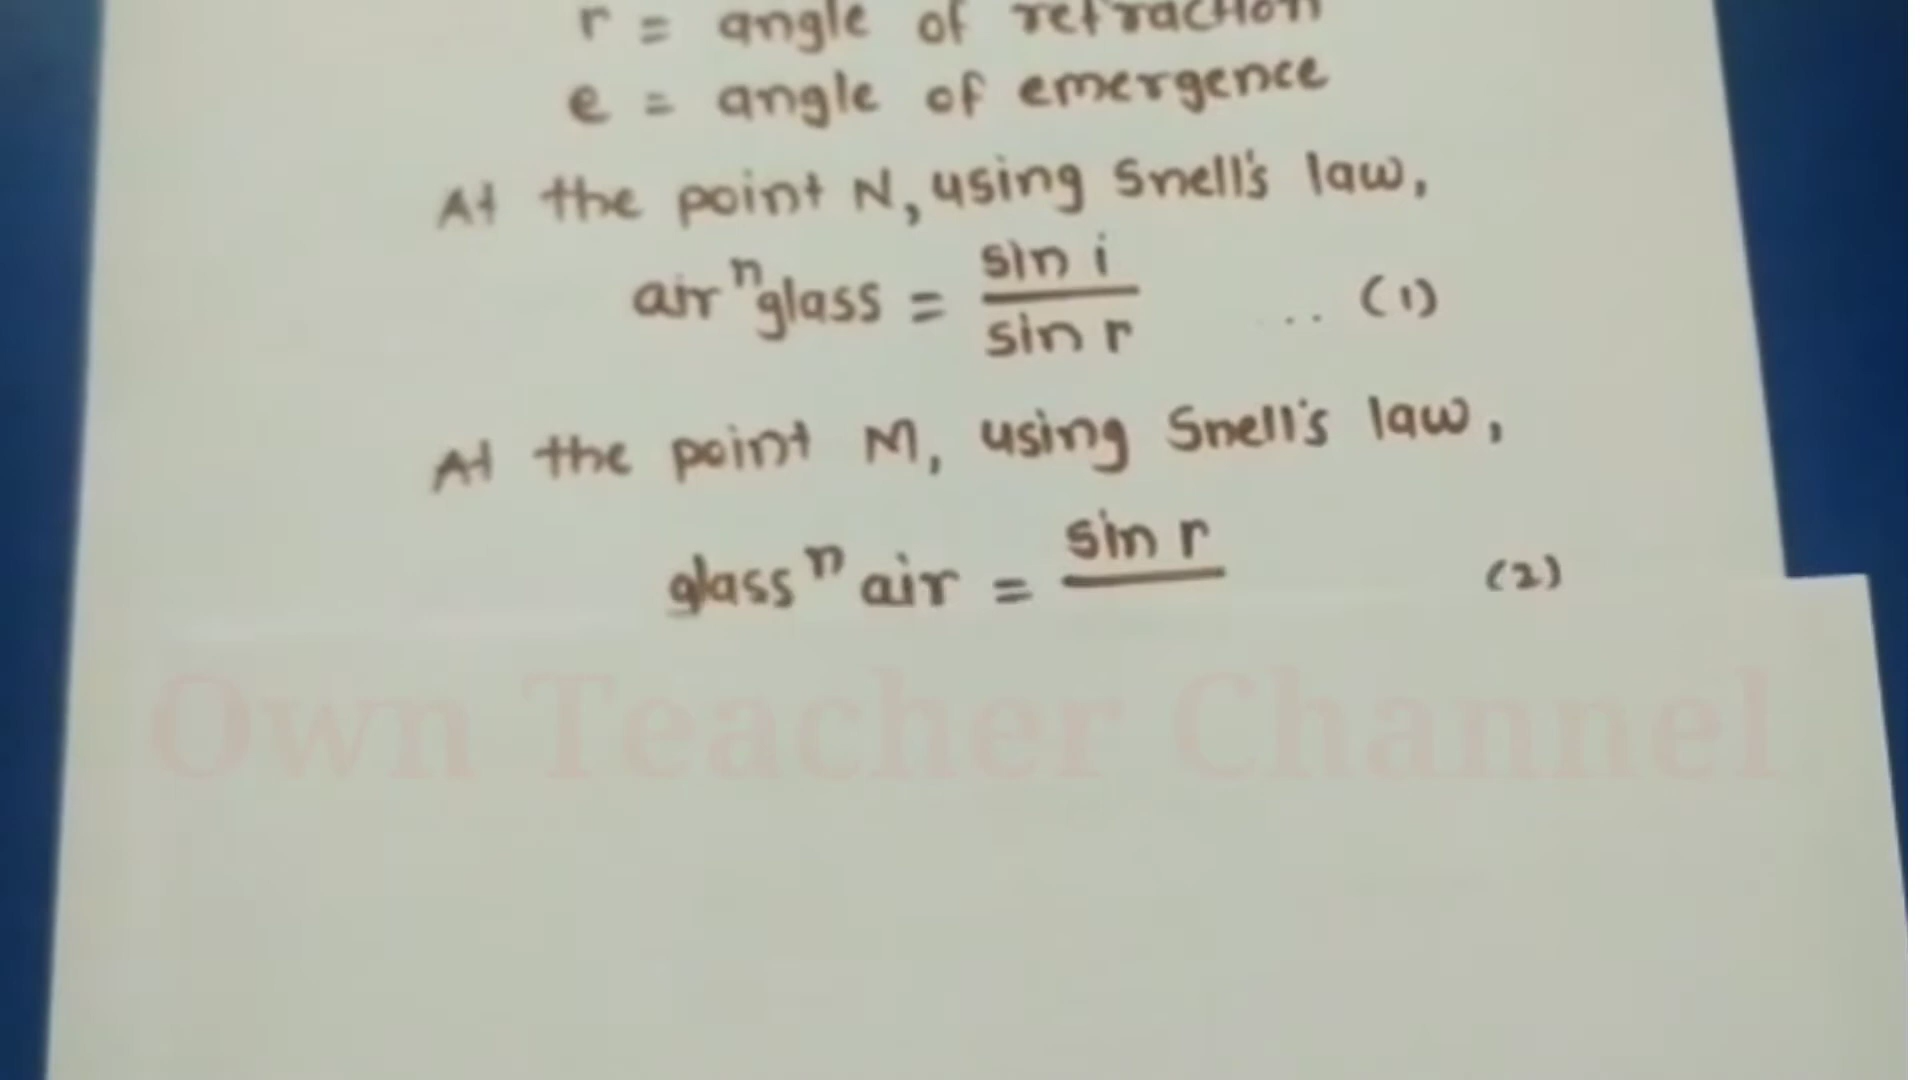 r = angle of refraction
e = angle of emergence
At the point N, using Snell's law,
air n glass = sin i / sin r .. (1)
At the point M, using Snell's law,
glass n air = sin r / (2)
Own Teacher Channel